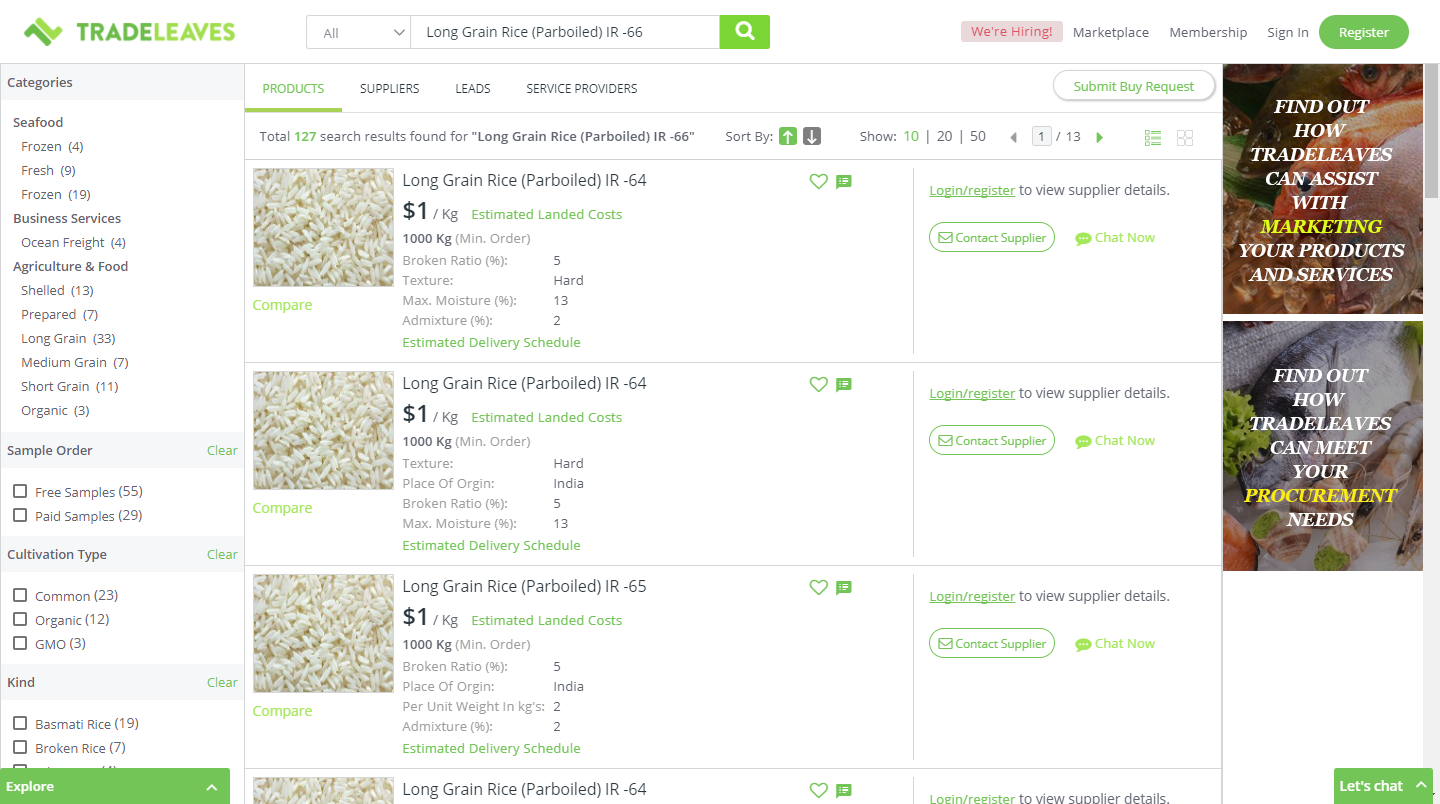 TRADELEAVES
All
Long Grain Rice (Parboiled) IR -66
We're Hiring!
Marketplace
Membership
Sign In
Register
Categories
Seafood
Frozen (4)
Fresh (9)
Frozen (19)
Business Services
Ocean Freight (4)
Agriculture & Food
Shelled (13)
Prepared (7)
Long Grain (33)
Medium Grain (7)
Short Grain (11)
Organic (3)
Sample Order Clear
Free Samples (55)
Paid Samples (29)
Cultivation Type Clear
Common (23)
Organic (12)
GMO (3)
Kind Clear
Basmati Rice (19)
Broken Rice (7)
Explore
PRODUCTS
SUPPLIERS
LEADS
SERVICE PROVIDERS
Submit Buy Request
Total 127 search results found for "Long Grain Rice (Parboiled) IR -66"
Sort By:
Show: 10 | 20 | 50
1 / 13
Long Grain Rice (Parboiled) IR -64
$1 / Kg Estimated Landed Costs
1000 Kg (Min. Order)
Broken Ratio (%): 5
Texture: Hard
Max. Moisture (%): 13
Admixture (%): 2
Estimated Delivery Schedule
Compare
Login/register to view supplier details.
Contact Supplier
Chat Now
Long Grain Rice (Parboiled) IR -64
$1 / Kg Estimated Landed Costs
1000 Kg (Min. Order)
Texture: Hard
Place Of Orgin: India
Broken Ratio (%): 5
Max. Moisture (%): 13
Estimated Delivery Schedule
Compare
Login/register to view supplier details.
Contact Supplier
Chat Now
Long Grain Rice (Parboiled) IR -65
$1 / Kg Estimated Landed Costs
1000 Kg (Min. Order)
Broken Ratio (%): 5
Place Of Orgin: India
Per Unit Weight In kg's: 2
Admixture (%): 2
Estimated Delivery Schedule
Compare
Login/register to view supplier details.
Contact Supplier
Chat Now
Long Grain Rice (Parboiled) IR -64
Login/register to view supplier details.
FIND OUT
HOW
TRADELEAVES
CAN ASSIST
WITH
MARKETING
YOUR PRODUCTS
AND SERVICES
FIND OUT
HOW
TRADELEAVES
CAN MEET
YOUR
PROCUREMENT
NEEDS
Let's chat